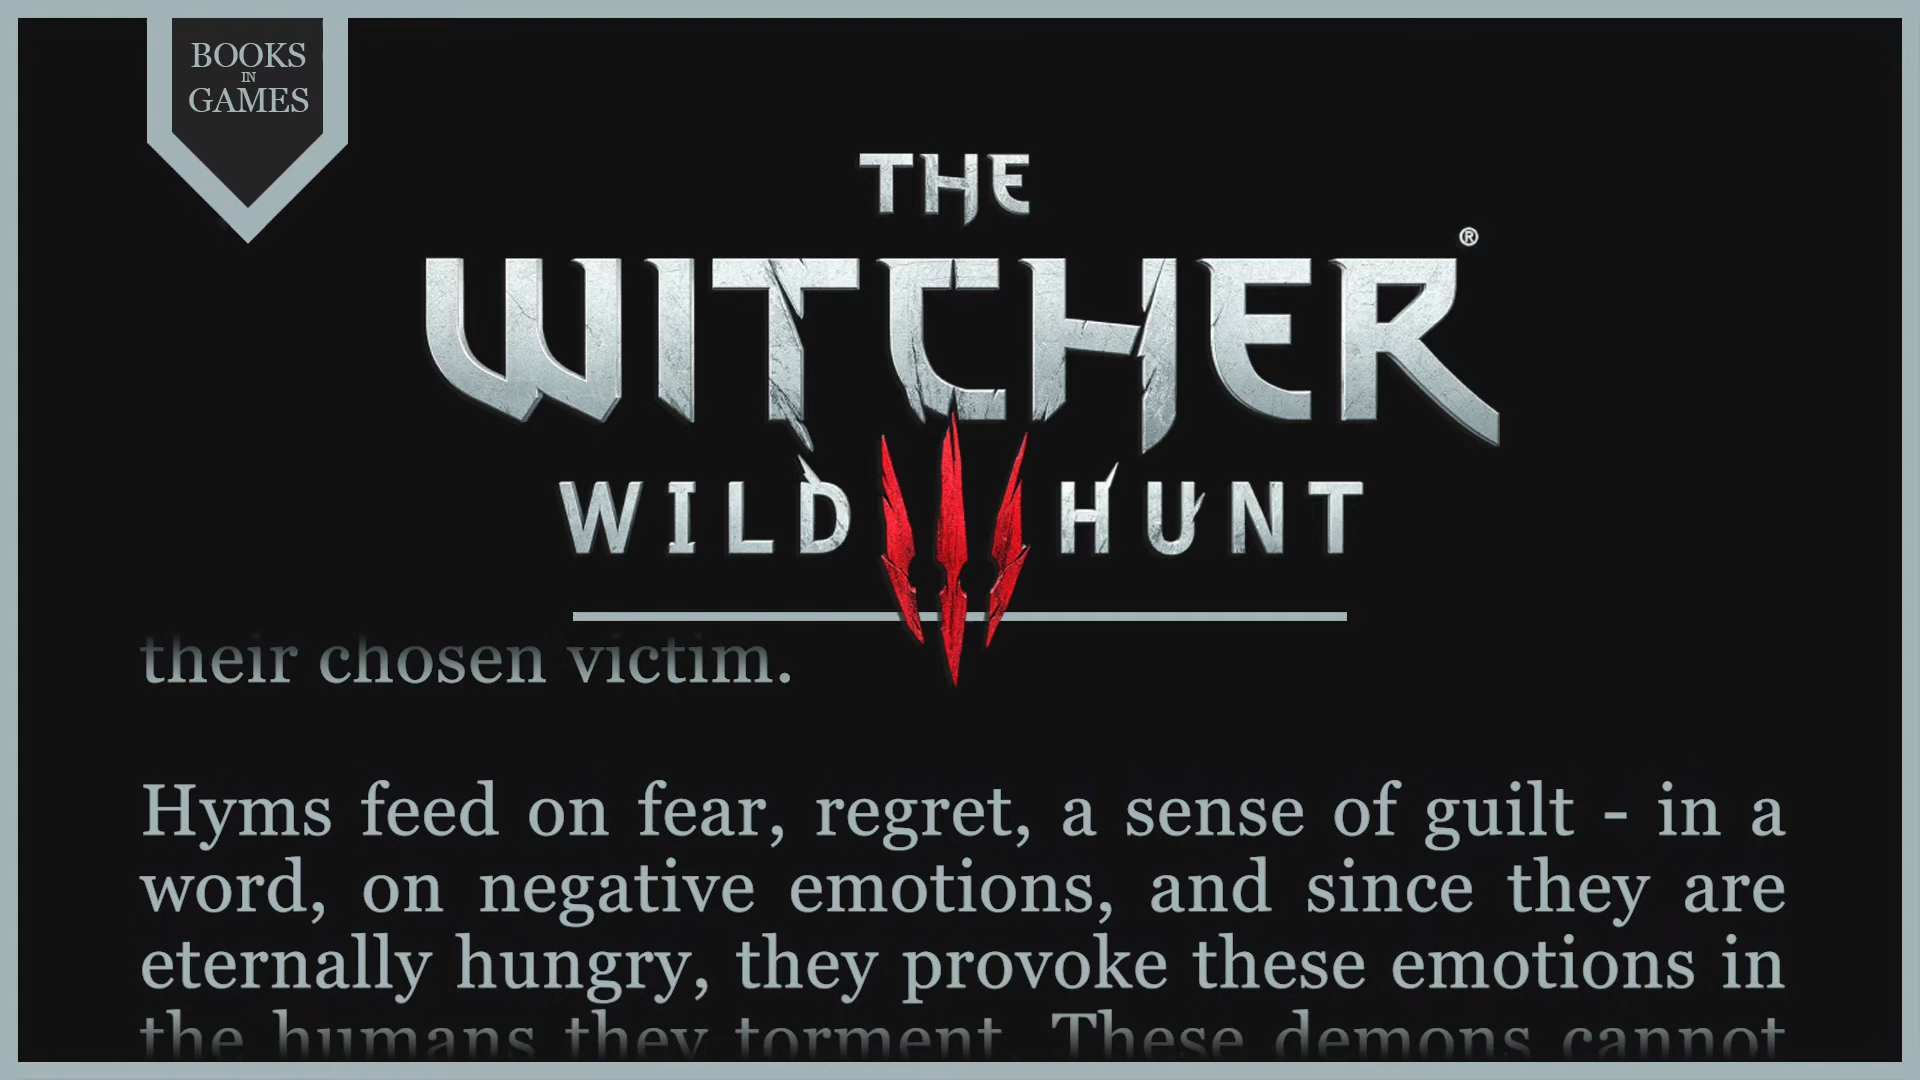 BOOKS
IN
GAMES
THE
WITCHER
®
WILD III HUNT
their chosen victim.
Hyms feed on fear, regret, a sense of guilt - in a
word, on negative emotions, and since they are
eternally hungry, they provoke these emotions in
the humans they torment. These demons cannot